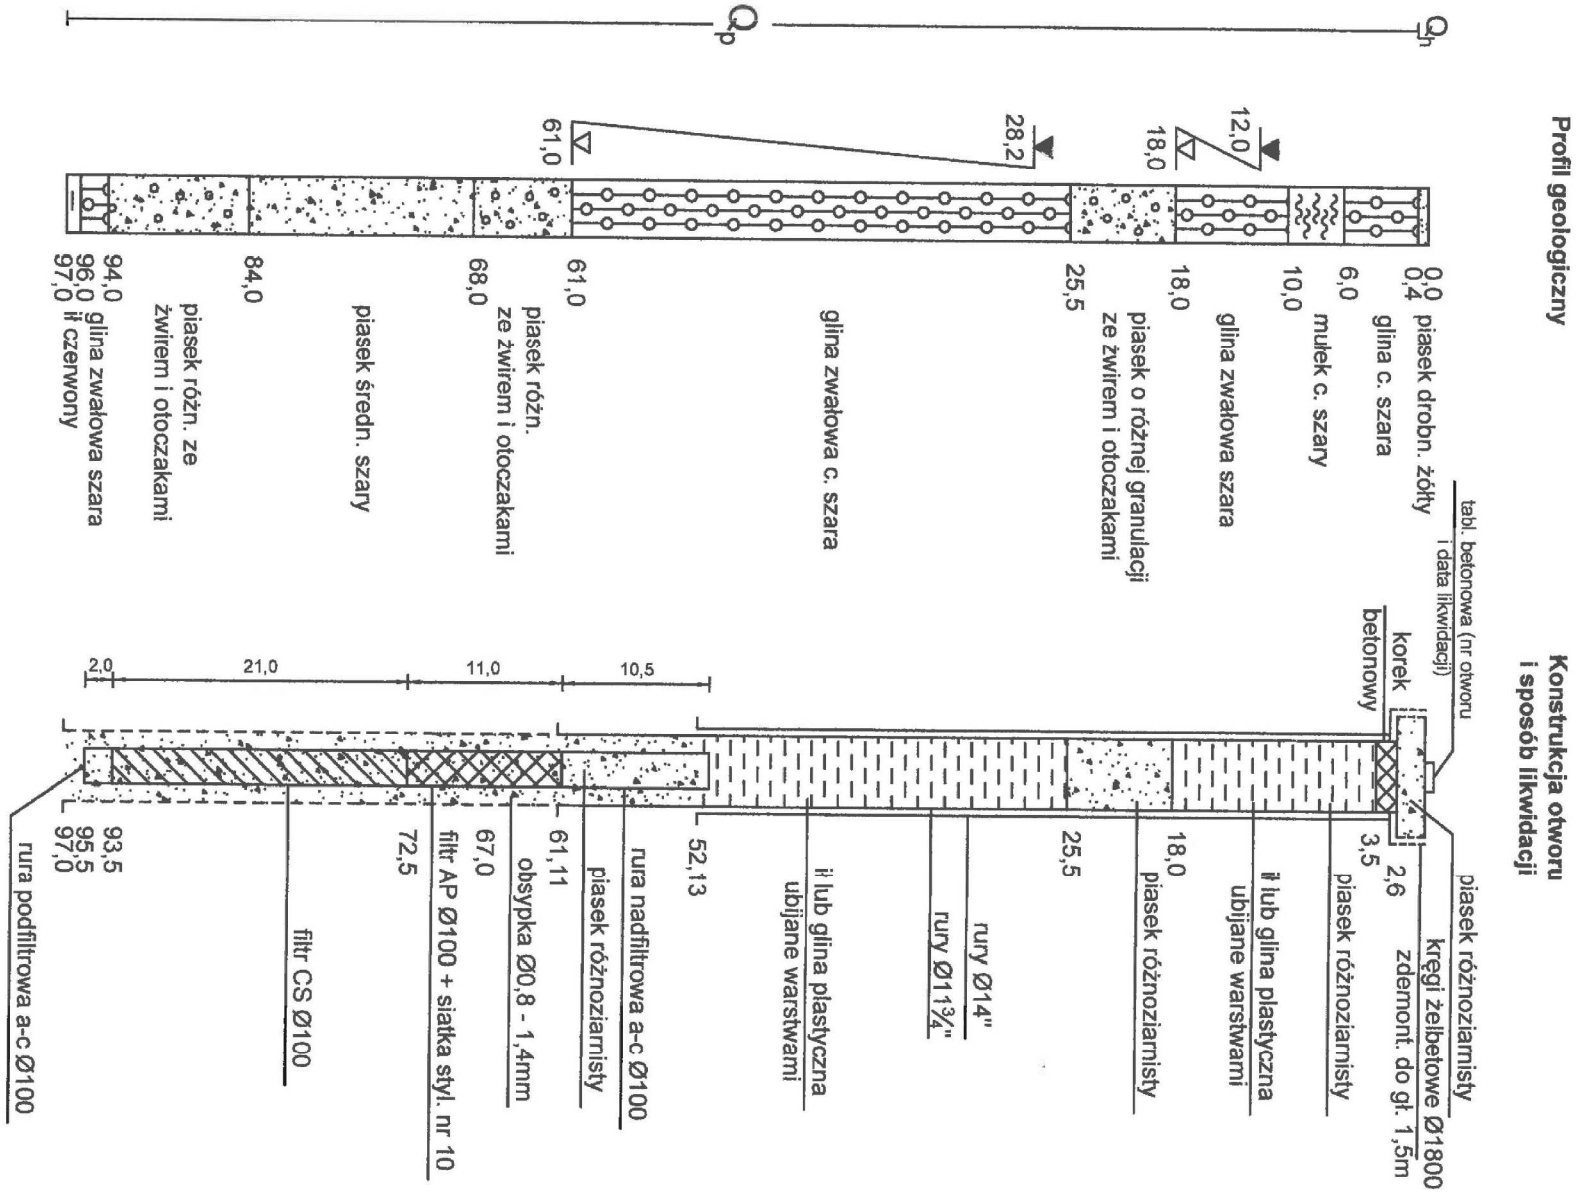 Profil geologiczny
Qh
Qp
12,0
18,0
28,2
61,0
0,0
0,4
piasek drobn. żółty
glina c. szara
6,0
mułek c. szary
10,0
glina zwałowa szara
18,0
piasek o różnej granulacji
ze żwirem i otoczakami
25,5
glina zwałowa c. szara
61,0
piasek różn.
ze żwirem i otoczakami
68,0
piasek średn. szary
84,0
piasek różn. ze
żwirem i otoczakami
94,0
glina zwałowa szara
96,0
97,0
ił czerwony
Konstrukcja otworu
i sposób likwidacji
tabl. betonowa (nr otworu
i data likwidacji)
korek
betonowy
10,5
11,0
21,0
2,0
piasek różnoziarnisty
kręgi żelbetowe Ø1800
zdemont. do gł. 1,5m
2,6
3,5
piasek różnoziarnisty
ił lub glina plastyczna
ubijane warstwami
18,0
piasek różnoziarnisty
25,5
rury Ø14"
rury Ø11¾"
ił lub glina plastyczna
ubijane warstwami
52,13
rura nadfiltrowa a-c Ø100
piasek różnoziarnisty
61,11
obsypka Ø0,8 - 1,4mm
67,0
filtr AP Ø100 + siatka styl. nr 10
72,5
filtr CS Ø100
93,5
95,5
97,0
rura podfiltrowa a-c Ø100